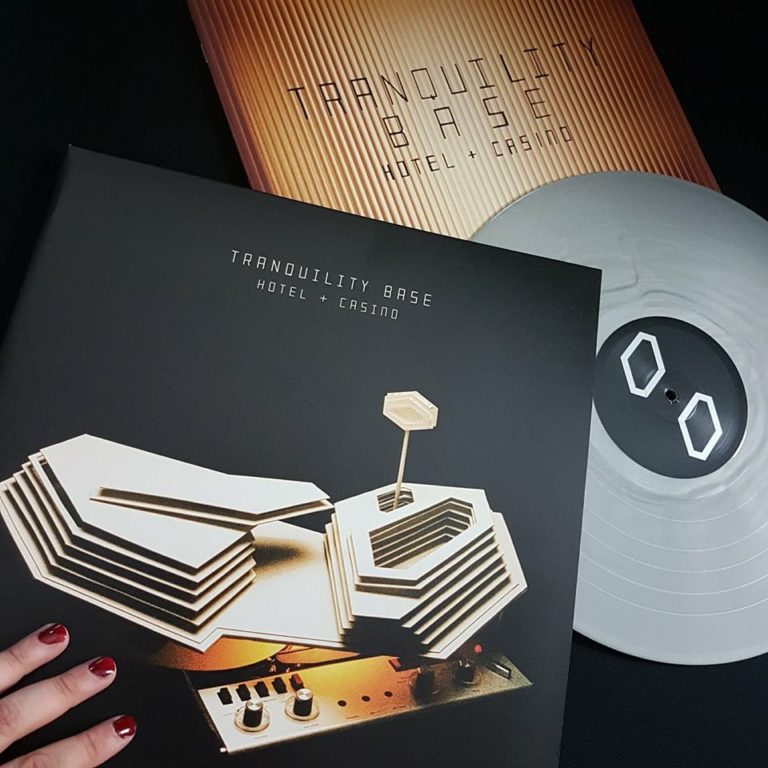 TRANQUILITY
BASE
HOTEL + CASINO
TRANQUILITY BASE
HOTEL + CASINO